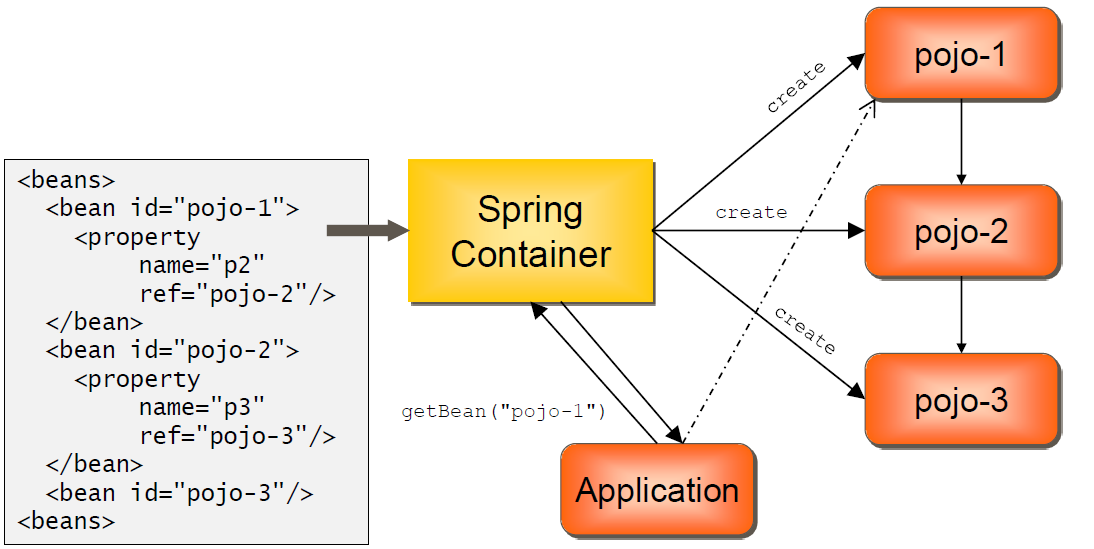 <beans>
<bean id="pojo-1">
<property
name="p2"
ref="pojo-2"/>
</bean>
<bean id="pojo-2">
<property
name="p3"
ref="pojo-3"/>
</bean>
<bean id="pojo-3"/>
<beans>
Spring
Container
create
create
create
pojo-1
pojo-2
pojo-3
getBean("pojo-1")
Application